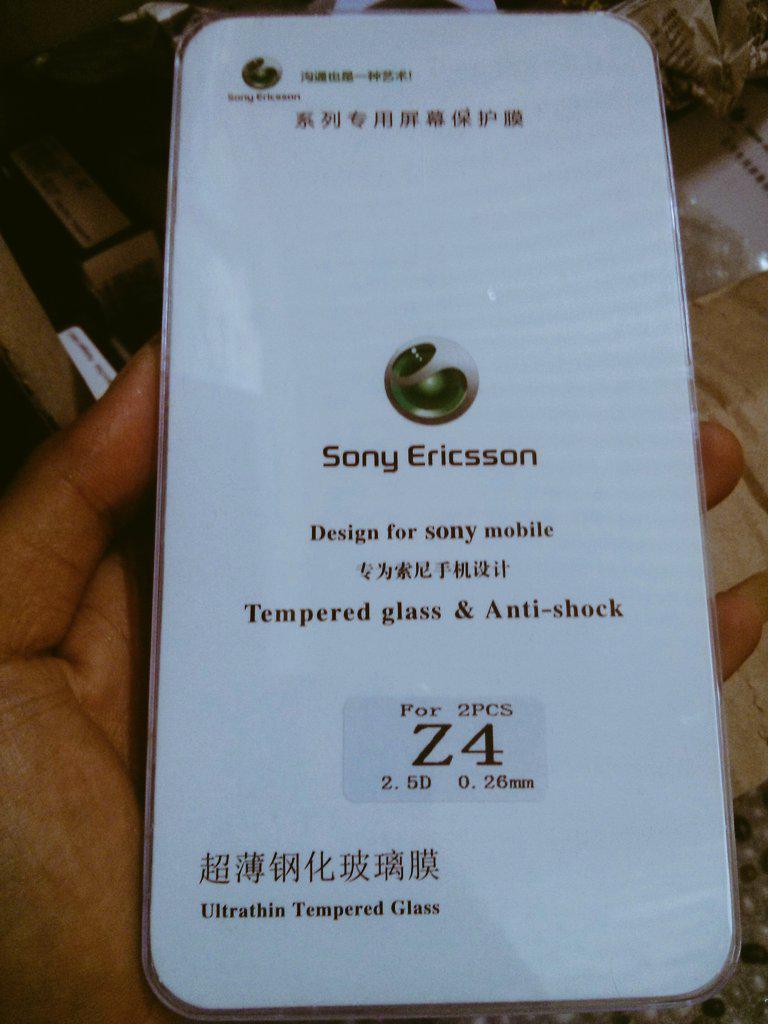 沟通也是一种艺术!
Sony Ericsson
系列专用屏幕保护膜
Sony Ericsson
Design for sony mobile
专为索尼手机设计
Tempered glass & Anti-shock
For 2PCS
Z4
2.5D 0.26mm
超薄钢化玻璃膜
Ultrathin Tempered Glass